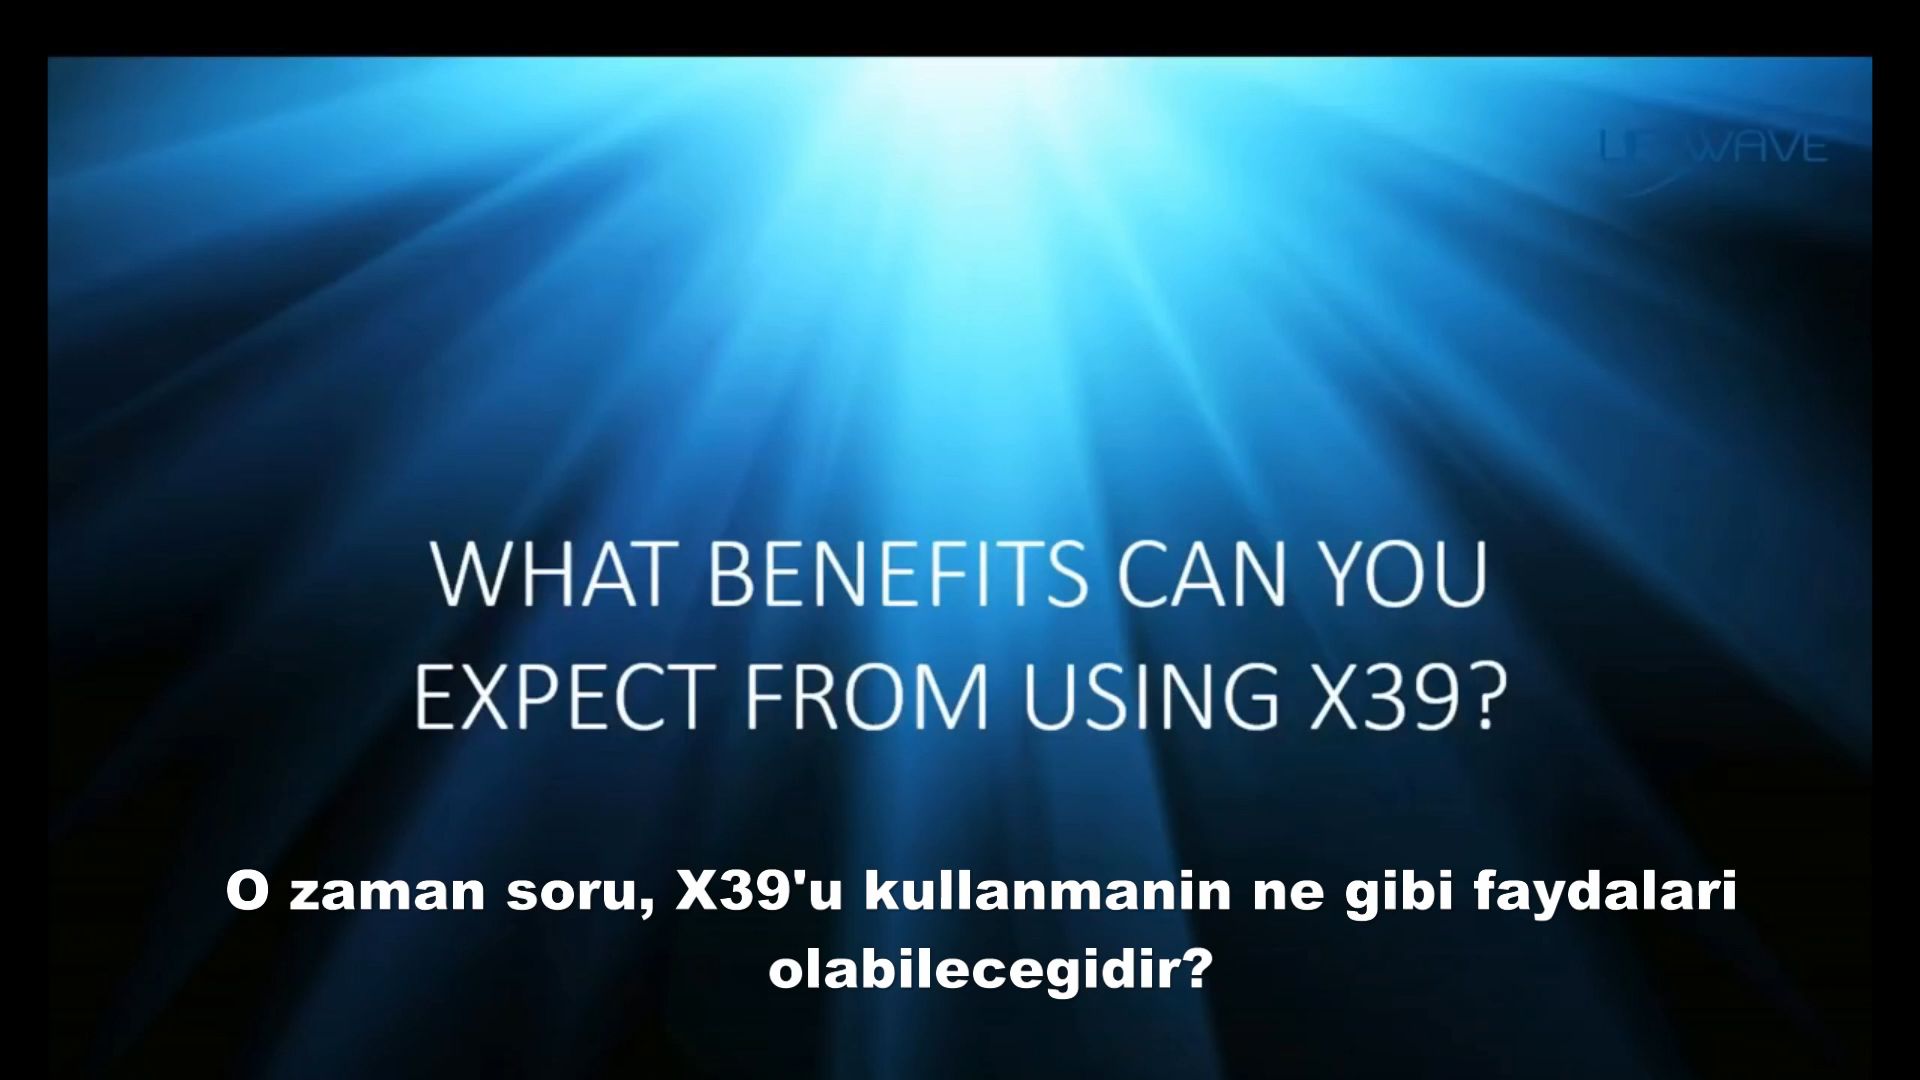 WHAT BENEFITS CAN YOU
EXPECT FROM USING X39?
O zaman soru, X39'u kullanmanin ne gibi faydalari
olabilecegidir?